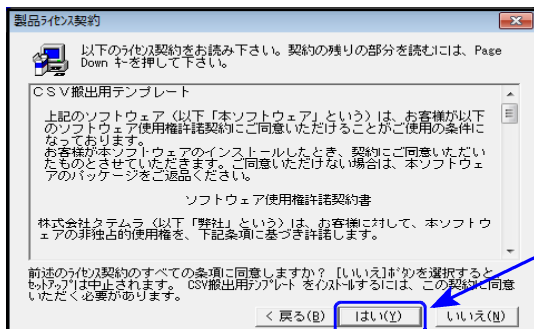 製品ﾗｲｾﾝｽ契約
以下のﾗｲｾﾝｽ契約をお読み下さい。契約の残りの部分を読むには、Page
Down ｷｰを押して下さい。
ＣＳＶ搬出用テンプレート
上記のソフトウェア（以下「本ソフトウェア」という）は、お客様が以下
のソフトウェア使用権許諾契約にご同意いただけることがご使用の条件に
なっております。
お客様が本ソフトウェアのインストールしたとき、契約にご同意いただい
たものとさせていただきます。ご同意いただけない場合は、本ソフトウェ
アのパッケージをご返品ください。
ソフトウェア使用権許諾契約書
株式会社クテムラ（以下「弊社」という）は、お客様に対して、本ソフトウ
ェアの非独占的使用権を、下記条項に基づき許諾します。
前述のﾗｲｾﾝｽ契約のすべての条項に同意しますか？ [いいえ]ﾎﾞﾀﾝを選択すると、
ｾｯﾄｱｯﾌﾟは中止されます。 CSV搬出用ﾃﾝﾌﾟﾚｰﾄ をｲﾝｽﾄｰﾙするには、この契約に同意
いただく必要があります。
< 戻る(B)
はい(Y)
いいえ(N)